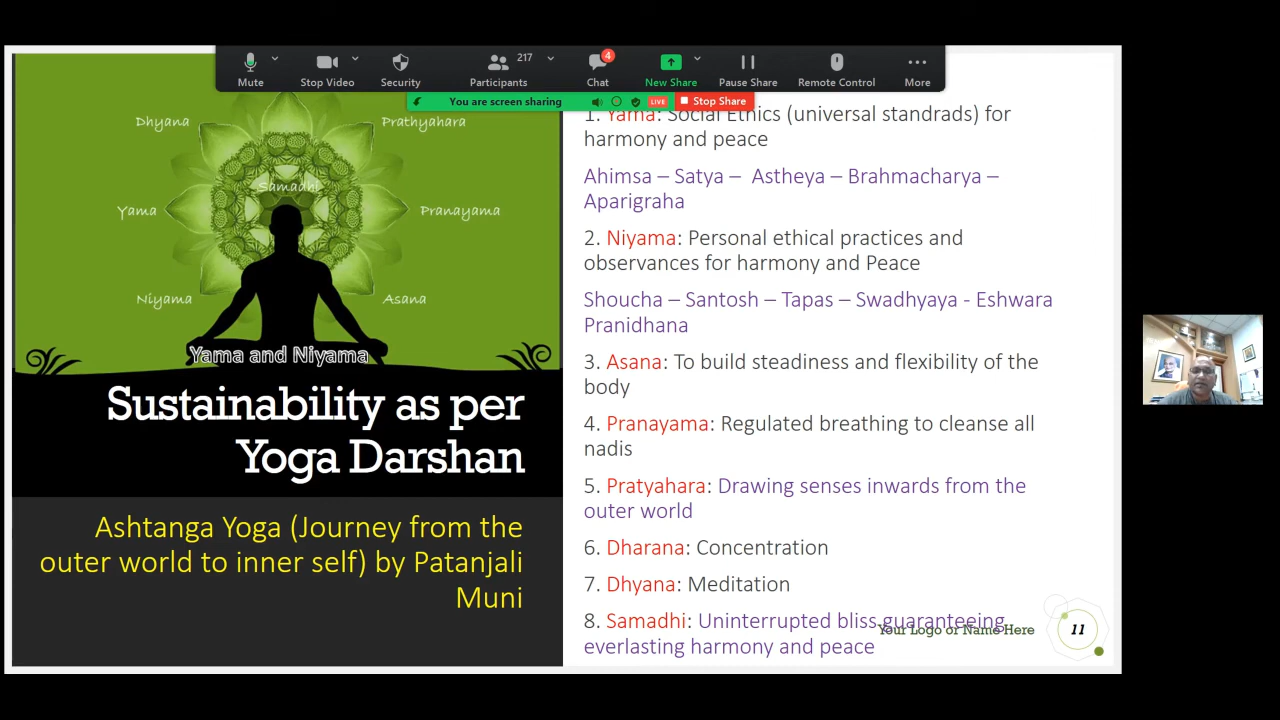 217
4
Mute
Stop Video
Security
Participants
Chat
New Share
Pause Share
Remote Control
More
You are screen sharing
LIVE
Stop Share
Dhyana
Prathyahara
Samadhi
Yama
Pranayama
Niyama
Asana
Yama and Niyama
Sustainability as per
Yoga Darshan
Ashtanga Yoga (Journey from the
outer world to inner self) by Patanjali
Muni
1. Yama: Social Ethics (universal standrads) for
harmony and peace
Ahimsa – Satya – Astheya – Brahmacharya –
Aparigraha
2. Niyama: Personal ethical practices and
observances for harmony and Peace
Shoucha – Santosh – Tapas – Swadhyaya - Eshwara
Pranidhana
3. Asana: To build steadiness and flexibility of the
body
4. Pranayama: Regulated breathing to cleanse all
nadis
5. Pratyahara: Drawing senses inwards from the
outer world
6. Dharana: Concentration
7. Dhyana: Meditation
8. Samadhi: Uninterrupted bliss guaranteeing
everlasting harmony and peace
Your Logo or Name Here
11